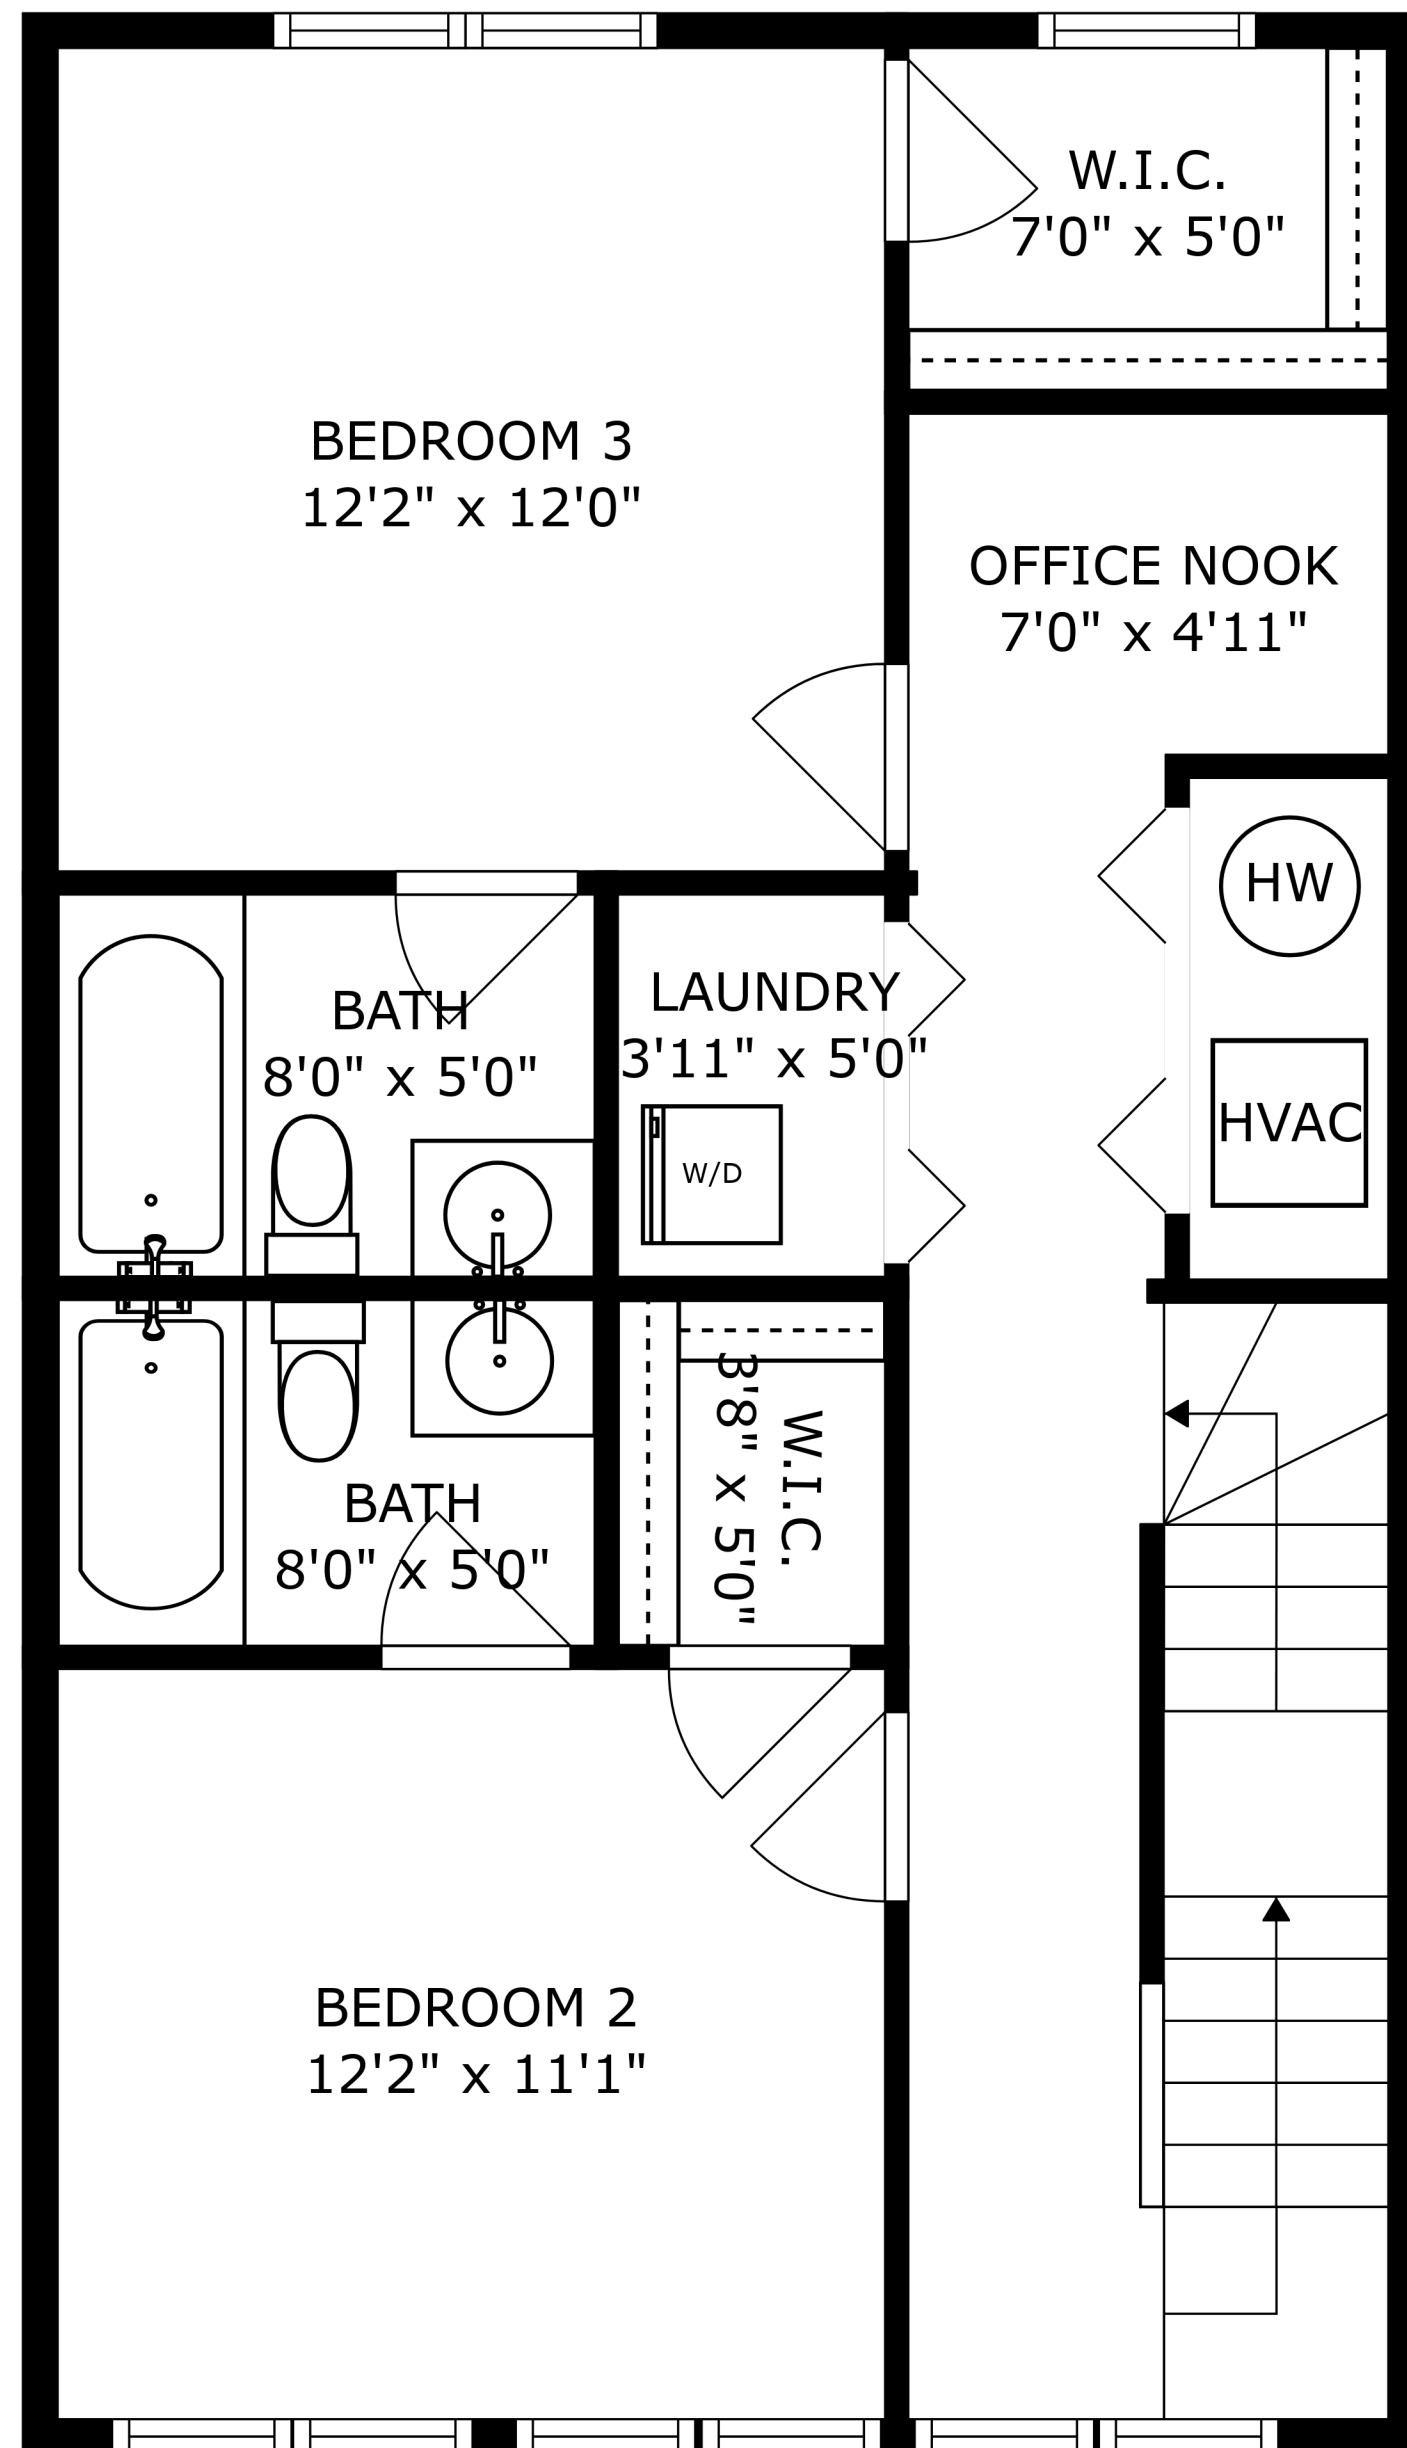 W.I.C.
7'0" x 5'0"
BEDROOM 3
12'2" x 12'0"
OFFICE NOOK
7'0" x 4'11"
HW
BATH
8'0" x 5'0"
LAUNDRY
3'11" x 5'0"
HVAC
W/D
W.I.C.
3'8" x 5'0"
BATH
8'0" x 5'0"
BEDROOM 2
12'2" x 11'1"